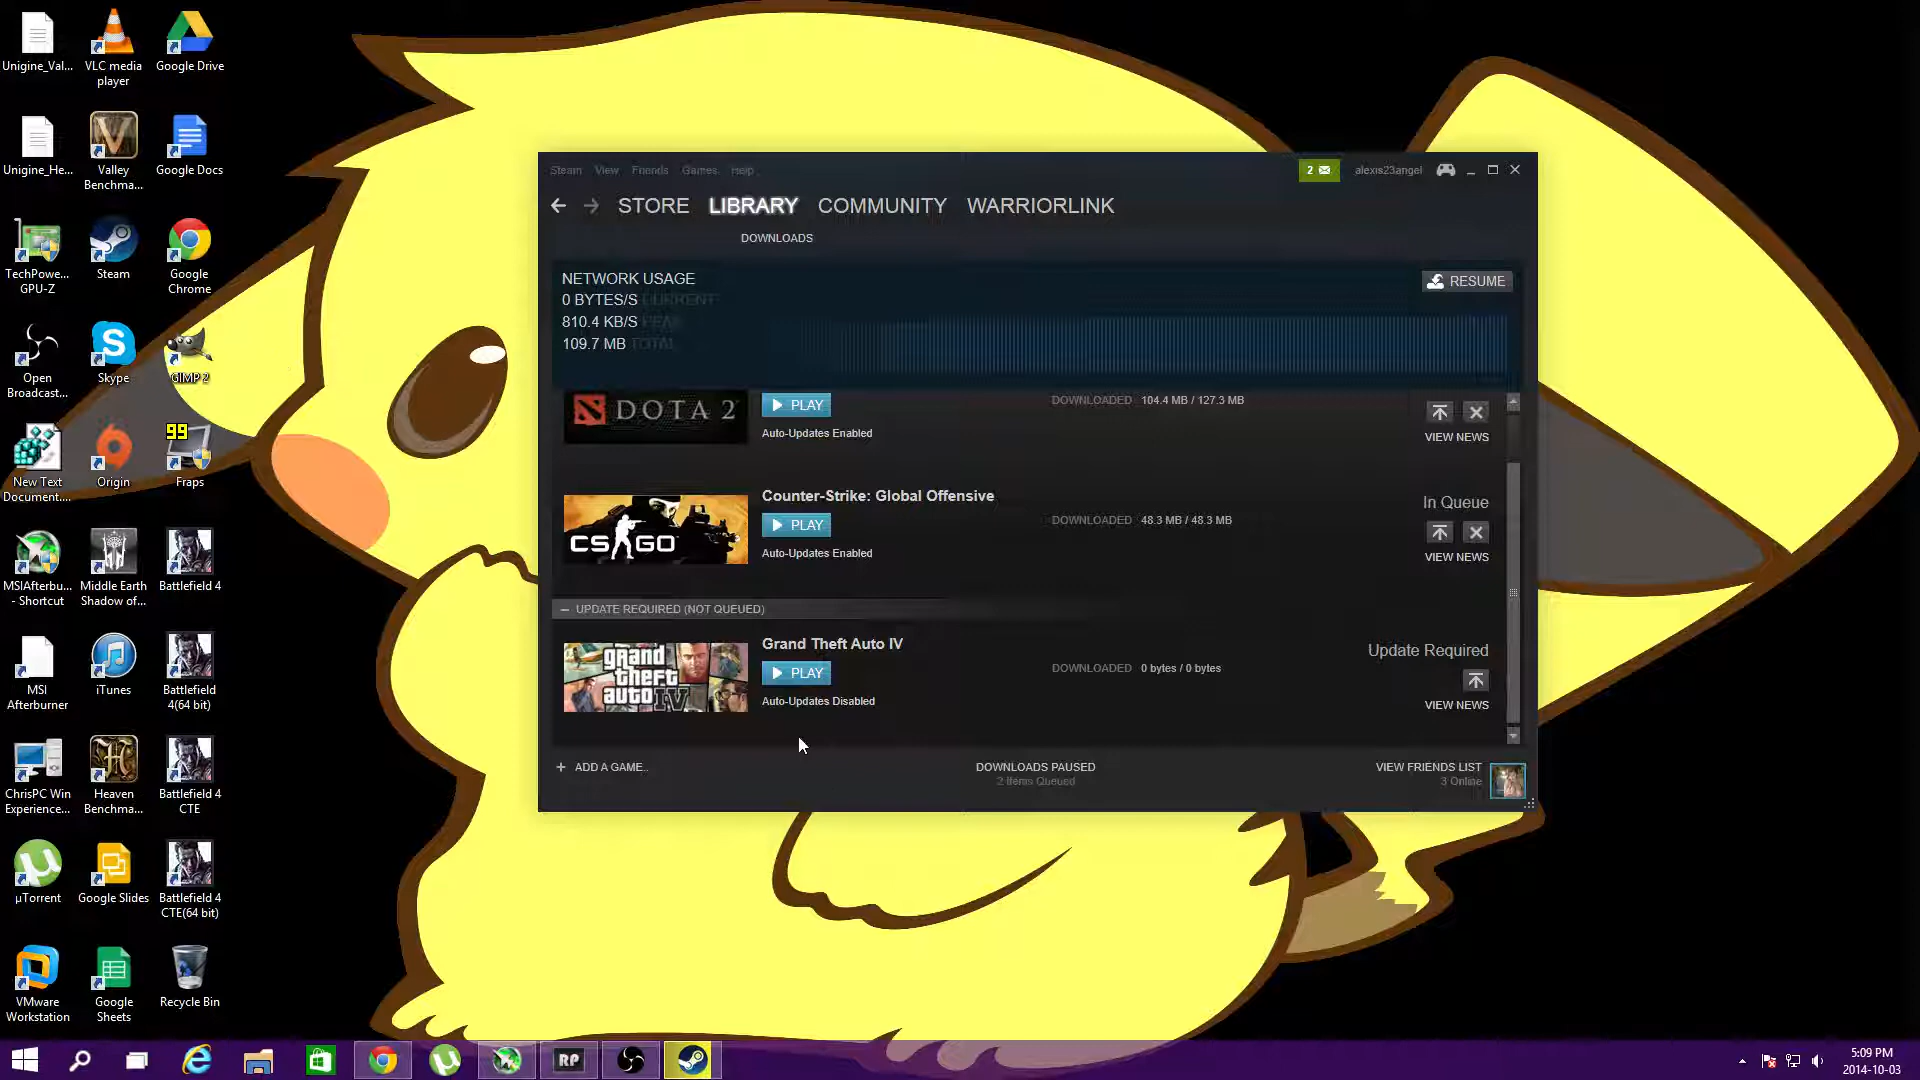 Unigine_Val...
VLC media
player
Google Drive
Unigine_He...
Valley
Benchma...
Google Docs
TechPowe...
GPU-Z
Steam
Google
Chrome
Open
Broadcast...
Skype
GIMP 2
99
New Text
Document....
Origin
Fraps
MSIAfterbu...
- Shortcut
Middle Earth
Shadow of...
Battlefield 4
MSI
Afterburner
iTunes
Battlefield
4(64 bit)
ChrisPC Win
Experience...
Heaven
Benchma...
Battlefield 4
CTE
µTorrent
Google Slides
Battlefield 4
CTE(64 bit)
VMware
Workstation
Google
Sheets
Recycle Bin
Steam View Friends Games Help
2
alexis23angel
STORE LIBRARY COMMUNITY WARRIORLINK
DOWNLOADS
NETWORK USAGE
RESUME
0 BYTES/S CURRENT
810.4 KB/S PEAK
109.7 MB TOTAL
DOTA 2
PLAY
DOWNLOADED 104.4 MB / 127.3 MB
Auto-Updates Enabled
VIEW NEWS
CS GO
Counter-Strike: Global Offensive
In Queue
PLAY
DOWNLOADED 48.3 MB / 48.3 MB
Auto-Updates Enabled
VIEW NEWS
UPDATE REQUIRED (NOT QUEUED)
grand
theft
auto IV
Grand Theft Auto IV
Update Required
PLAY
DOWNLOADED 0 bytes / 0 bytes
Auto-Updates Disabled
VIEW NEWS
+ ADD A GAME..
DOWNLOADS PAUSED
2 Items Queued
VIEW FRIENDS LIST
3 Online
RP
5:09 PM
2014-10-03